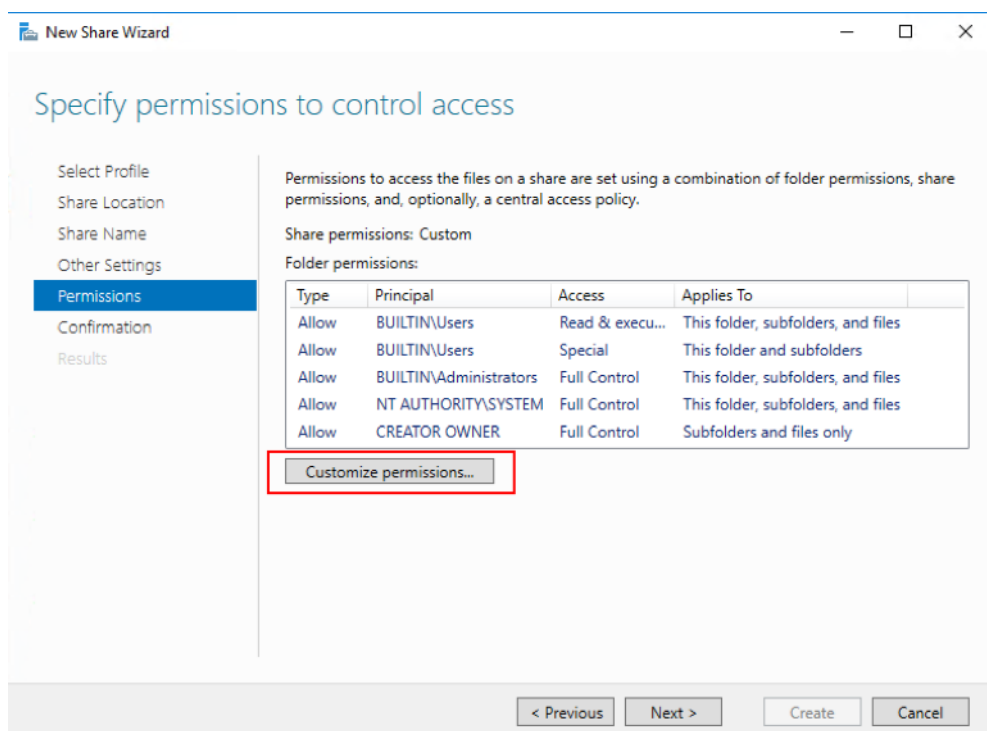 New Share Wizard
Specify permissions to control access
Select Profile
Share Location
Share Name
Other Settings
Permissions
Confirmation
Results
Permissions to access the files on a share are set using a combination of folder permissions, share
permissions, and, optionally, a central access policy.
Share permissions: Custom
Folder permissions:
Type Principal Access Applies To
Allow BUILTIN\Users Read & execu... This folder, subfolders, and files
Allow BUILTIN\Users Special This folder and subfolders
Allow BUILTIN\Administrators Full Control This folder, subfolders, and files
Allow NT AUTHORITY\SYSTEM Full Control This folder, subfolders, and files
Allow CREATOR OWNER Full Control Subfolders and files only
Customize permissions...
< Previous Next > Create Cancel